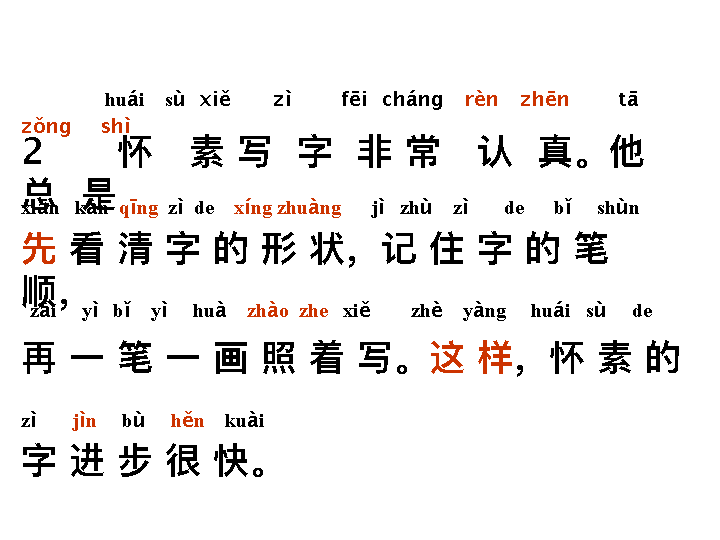 huái sù xiě zì fēi cháng rèn zhēn tā
zǒng shì
2 怀 素 写 字 非 常 认 真。他
总 是
xiān kàn qīng zì de xíng zhuàng jì zhù zì de bǐ shùn
先 看 清 字 的 形 状， 记 住 字 的 笔
顺，
zài yì bǐ yì huà zhào zhe xiě zhè yàng huái sù de
再 一 笔 一 画 照 着 写。这 样，怀 素 的
zì jìn bù hěn kuài
字 进 步 很 快。